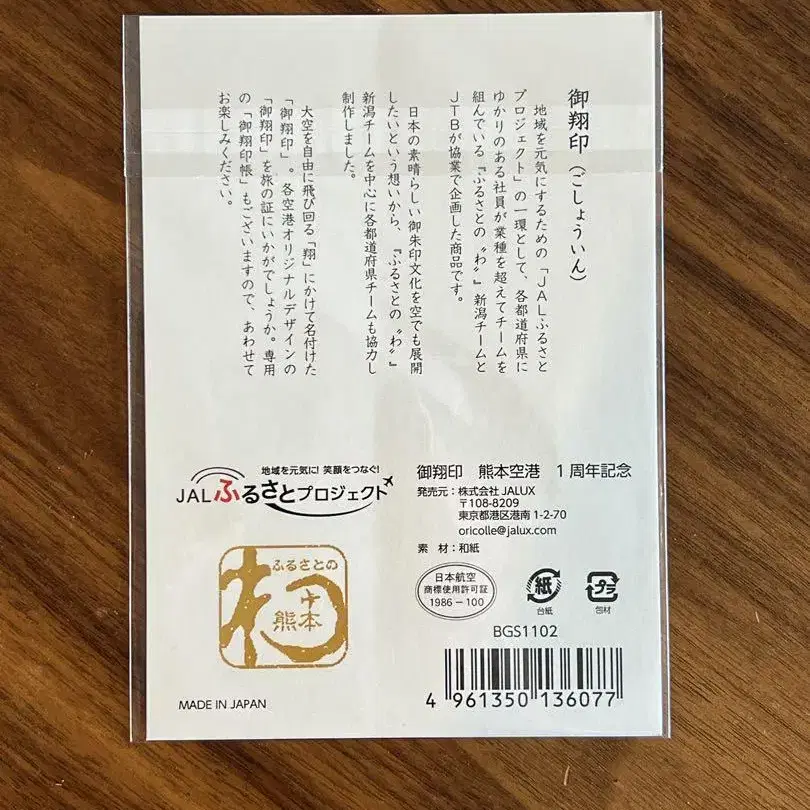 御翔印(ごしょういん)
地域を元気にするための「JALふるさと
プロジェクト」の一環として、各都道府県に
ゆかりのある社員が業種を超えてチームを
組んでいる『ふるさとの〝わ〟』新潟チームと
JTBが協業で企画した商品です。
日本の素晴らしい御朱印文化を空でも展開
したいという想いから、『ふるさとの〝わ〟』
新潟チームを中心に各都道府県チームも協力し
制作しました。
大空を自由に飛び回る「翔」にかけて名付けた
「御翔印」。各空港オリジナルデザインの
「御翔印」を旅の証にいかがでしょうか。専用
の「御翔印帳」もございますので、あわせて
お楽しみください。
地域を元気に! 笑顔をつなぐ!
JALふるさとプロジェクト
ふるさとの
わ
熊本
MADE IN JAPAN
御翔印 熊本空港 1周年記念
発売元:株式会社 JALUX
〒108-8209
東京都港区港南 1-2-70
oricolle@jalux.com
素 材:和紙
日本航空
商標使用許可証
1986-100
紙
台紙
プラ
包材
BGS1102
4 961350 136077